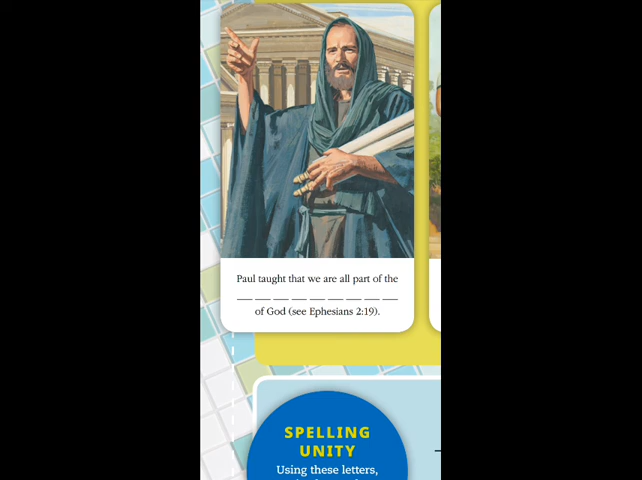 Paul taught that we are all part of the
__ __ __ __ __ __ __ __ __
of God (see Ephesians 2:19).
SPELLING
UNITY
Using these letters,